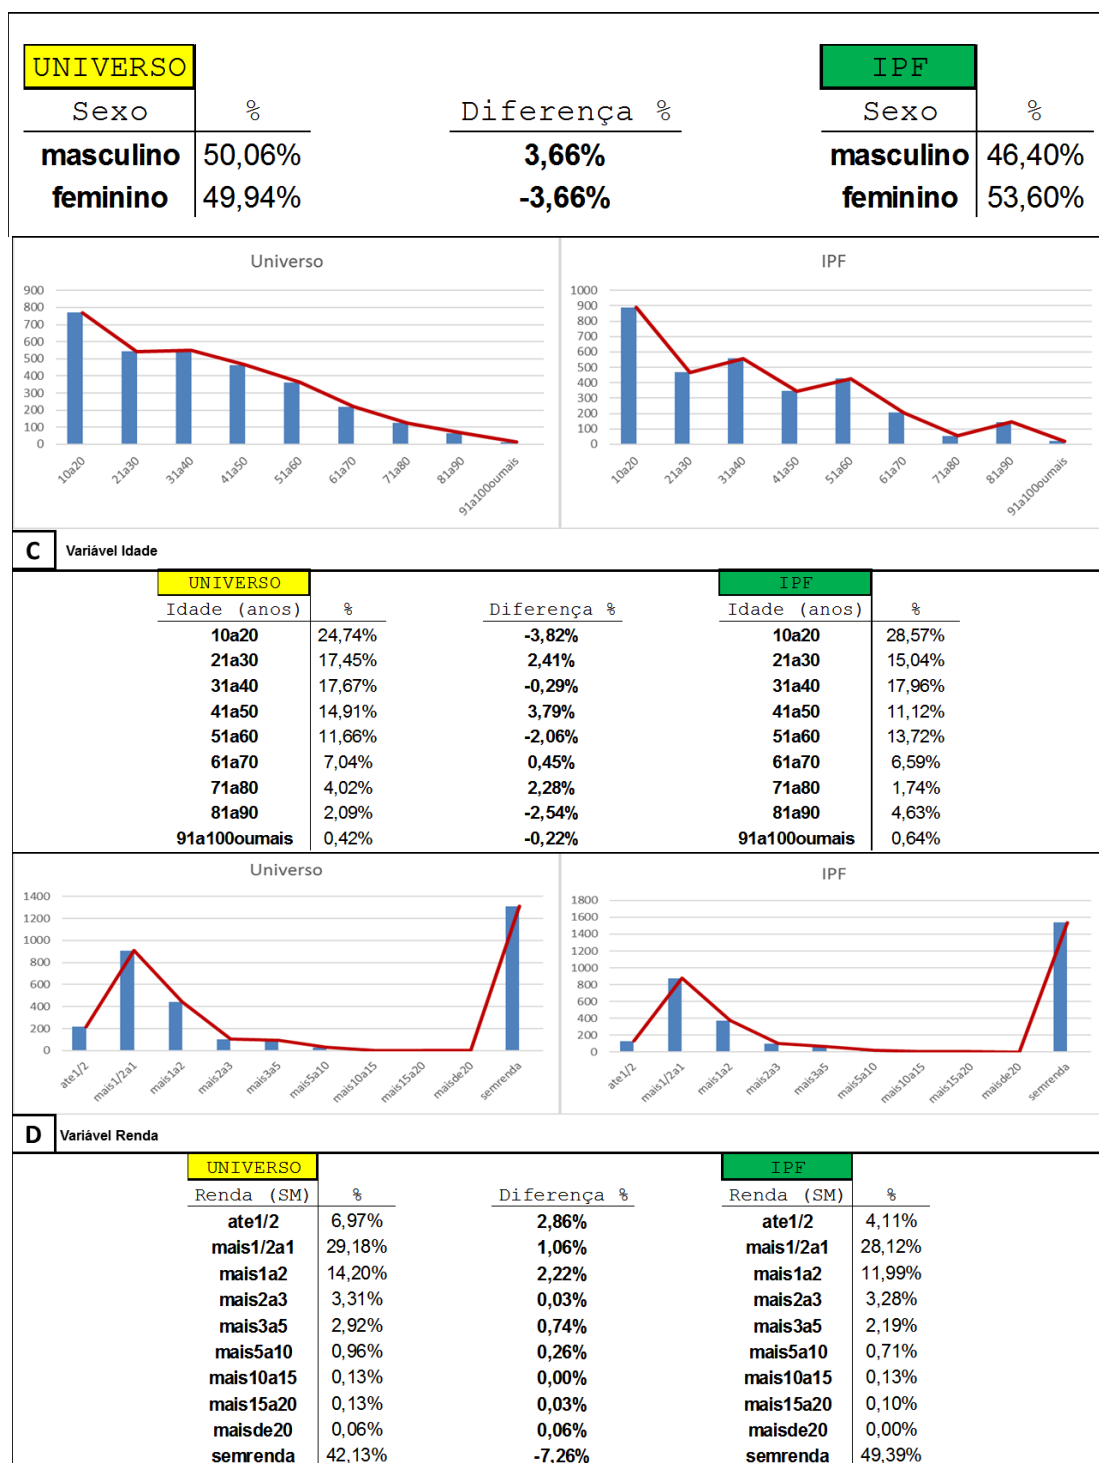 UNIVERSO IPF
Sexo % Diferença % Sexo %
masculino 50,06% 3,66% masculino 46,40%
feminino 49,94% -3,66% feminino 53,60%
Universo
900
800
700
600
500
400
300
200
100
0
10a20 21a30 31a40 41a50 51a60 61a70 71a80 81a90 91a100oumais
IPF
1000
900
800
700
600
500
400
300
200
100
0
10a20 21a30 31a40 41a50 51a60 61a70 71a80 81a90 91a100oumais
C Variável Idade
UNIVERSO IPF
Idade (anos) % Diferença % Idade (anos) %
10a20 24,74% -3,82% 10a20 28,57%
21a30 17,45% 2,41% 21a30 15,04%
31a40 17,67% -0,29% 31a40 17,96%
41a50 14,91% 3,79% 41a50 11,12%
51a60 11,66% -2,06% 51a60 13,72%
61a70 7,04% 0,45% 61a70 6,59%
71a80 4,02% 2,28% 71a80 1,74%
81a90 2,09% -2,54% 81a90 4,63%
91a100oumais 0,42% -0,22% 91a100oumais 0,64%
Universo
1400
1200
1000
800
600
400
200
0
ate1/2 mais1/2a1 mais1a2 mais2a3 mais3a5 mais5a10 mais10a15 mais15a20 maisde20 semrenda
IPF
1800
1600
1400
1200
1000
800
600
400
200
0
ate1/2 mais1/2a1 mais1a2 mais2a3 mais3a5 mais5a10 mais10a15 mais15a20 maisde20 semrenda
D Variável Renda
UNIVERSO IPF
Renda (SM) % Diferença % Renda (SM) %
ate1/2 6,97% 2,86% ate1/2 4,11%
mais1/2a1 29,18% 1,06% mais1/2a1 28,12%
mais1a2 14,20% 2,22% mais1a2 11,99%
mais2a3 3,31% 0,03% mais2a3 3,28%
mais3a5 2,92% 0,74% mais3a5 2,19%
mais5a10 0,96% 0,26% mais5a10 0,71%
mais10a15 0,13% 0,00% mais10a15 0,13%
mais15a20 0,13% 0,03% mais15a20 0,10%
maisde20 0,06% 0,06% maisde20 0,00%
semrenda 42,13% -7,26% semrenda 49,39%